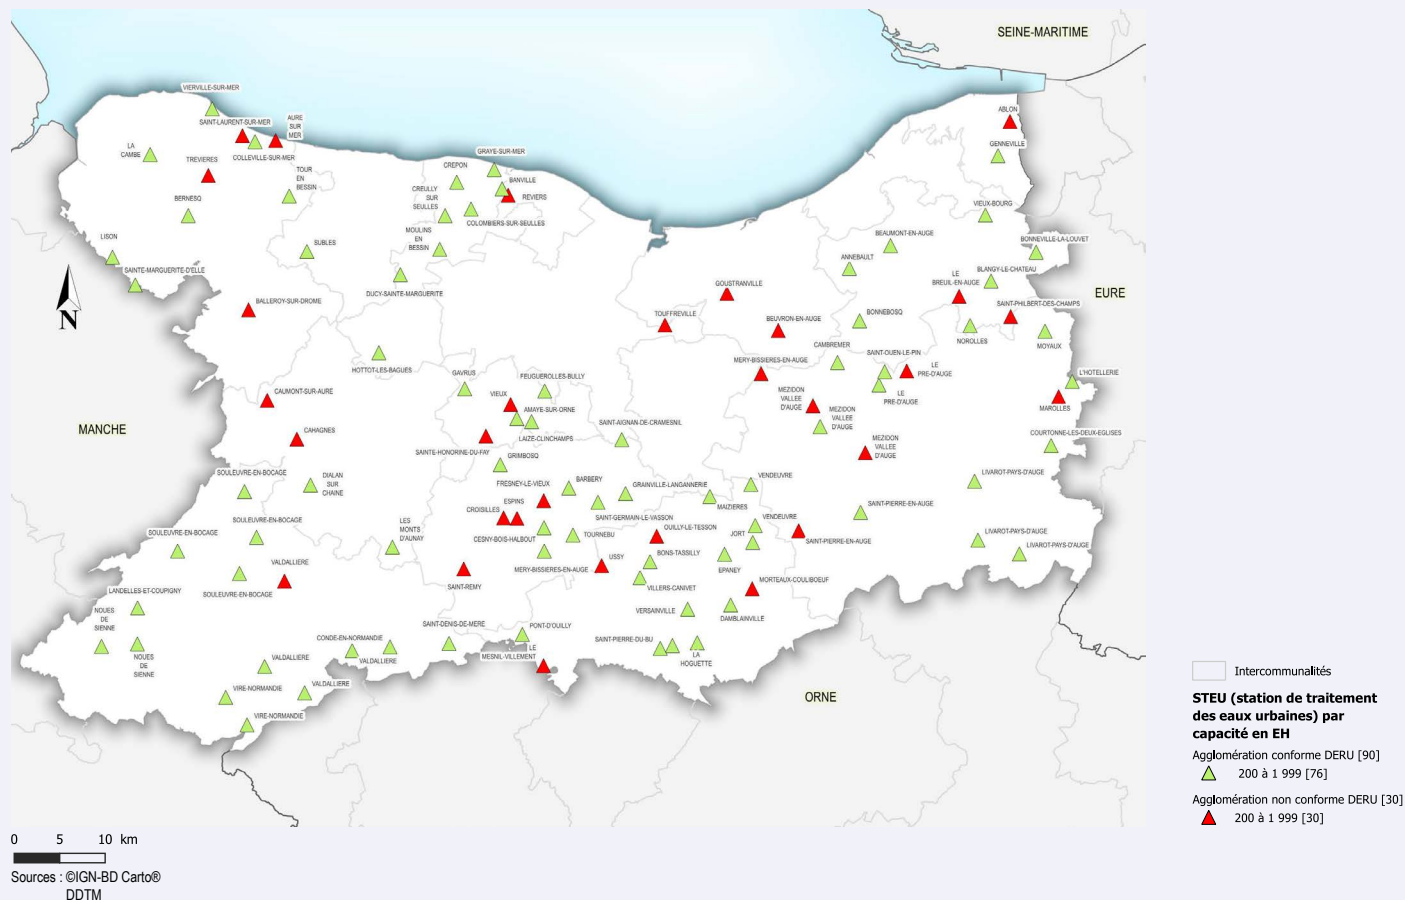 SEINE-MARITIME
VIERVILLE-SUR-MER
SAINT-LAURENT-SUR-MER
AURE
SUR
MER
ABLON
LA
CAMBE
TREVIERES
COLLEVILLE-SUR-MER
GENNEVILLE
GRAYE-SUR-MER
CREPON
TOUR
EN
BESSIN
BANVILLE
CREULLY
SUR
SEULLES
REVIERS
BERNESQ
VIEUX-BOURG
COLOMBIERS-SUR-SEULLES
MOULINS
EN
BESSIN
BEAUMONT-EN-AUGE
LISON
SUBLES
BONNEVILLE-LA-LOUVET
ANNEBAULT
SAINTE-MARGUERITE-D'ELLE
LE
BREUIL-EN-AUGE
BLANGY-LE-CHATEAU
GOUSTRANVILLE
DUCY-SAINTE-MARGUERITE
EURE
BALLEROY-SUR-DROME
SAINT-PHILBERT-DES-CHAMPS
TOUFFREVILLE
BEUVRON-EN-AUGE
BONNEBOSQ
N
NOROLLES
MOYAUX
CAMBREMER
SAINT-OUEN-LE-PIN
MERY-BISSIERES-EN-AUGE
HOTTOT-LES-BAGUES
GAVRUS
FEUGUEROLLES-BULLY
LE
PRE-D'AUGE
L'HOTELLERIE
CAUMONT-SUR-AURE
VIEUX
MEZIDON
VALLEE
D'AUGE
LE
PRE-D'AUGE
MAROLLES
AMAYE-SUR-ORNE
MEZIDON
VALLEE
D'AUGE
MANCHE
CAHAGNES
LAIZE-CLINCHAMPS
SAINT-AIGNAN-DE-CRAMESNIL
COURTONNE-LES-DEUX-EGLISES
MEZIDON
VALLEE
D'AUGE
SAINTE-HONORINE-DU-FAY
GRIMBOSQ
SOULEUVRE-EN-BOCAGE
DIALAN
SUR
CHAINE
FRESNEY-LE-VIEUX
BARBERY
GRAINVILLE-LANGANNERIE
VENDEUVRE
LIVAROT-PAYS-D'AUGE
ESPINS
CROISILLES
MAIZIERES
SAINT-PIERRE-EN-AUGE
SOULEUVRE-EN-BOCAGE
SAINT-GERMAIN-LE-VASSON
VENDEUVRE
SOULEUVRE-EN-BOCAGE
LES
MONTS
D'AUNAY
CESNY-BOIS-HALBOUT
TOURNEBU
OUILLY-LE-TESSON
JORT
SAINT-PIERRE-EN-AUGE
LIVAROT-PAYS-D'AUGE
LIVAROT-PAYS-D'AUGE
VALDALLIERE
MERY-BISSIERES-EN-AUGE
USSY
BONS-TASSILLY
EPANEY
SAINT-REMY
VILLERS-CANIVET
MORTEAUX-COULIBOEUF
LANDELLES-ET-COUPIGNY
SOULEUVRE-EN-BOCAGE
NOUES
DE
SIENNE
VERSAINVILLE
DAMBLAINVILLE
SAINT-DENIS-DE-MERE
PONT-D'OUILLY
CONDE-EN-NORMANDIE
SAINT-PIERRE-DU-BU
LE
MESNIL-VILLEMENT
LA
HOGUETTE
NOUES
DE
SIENNE
VALDALLIERE
VALDALLIERE
VIRE-NORMANDIE
VALDALLIERE
VIRE-NORMANDIE
ORNE
Intercommunalités
STEU (station de traitement
des eaux urbaines) par
capacité en EH
Agglomération conforme DERU [90]
200 à 1 999 [76]
Agglomération non conforme DERU [30]
200 à 1 999 [30]
0 5 10 km
Sources : ©IGN-BD Carto®
DDTM